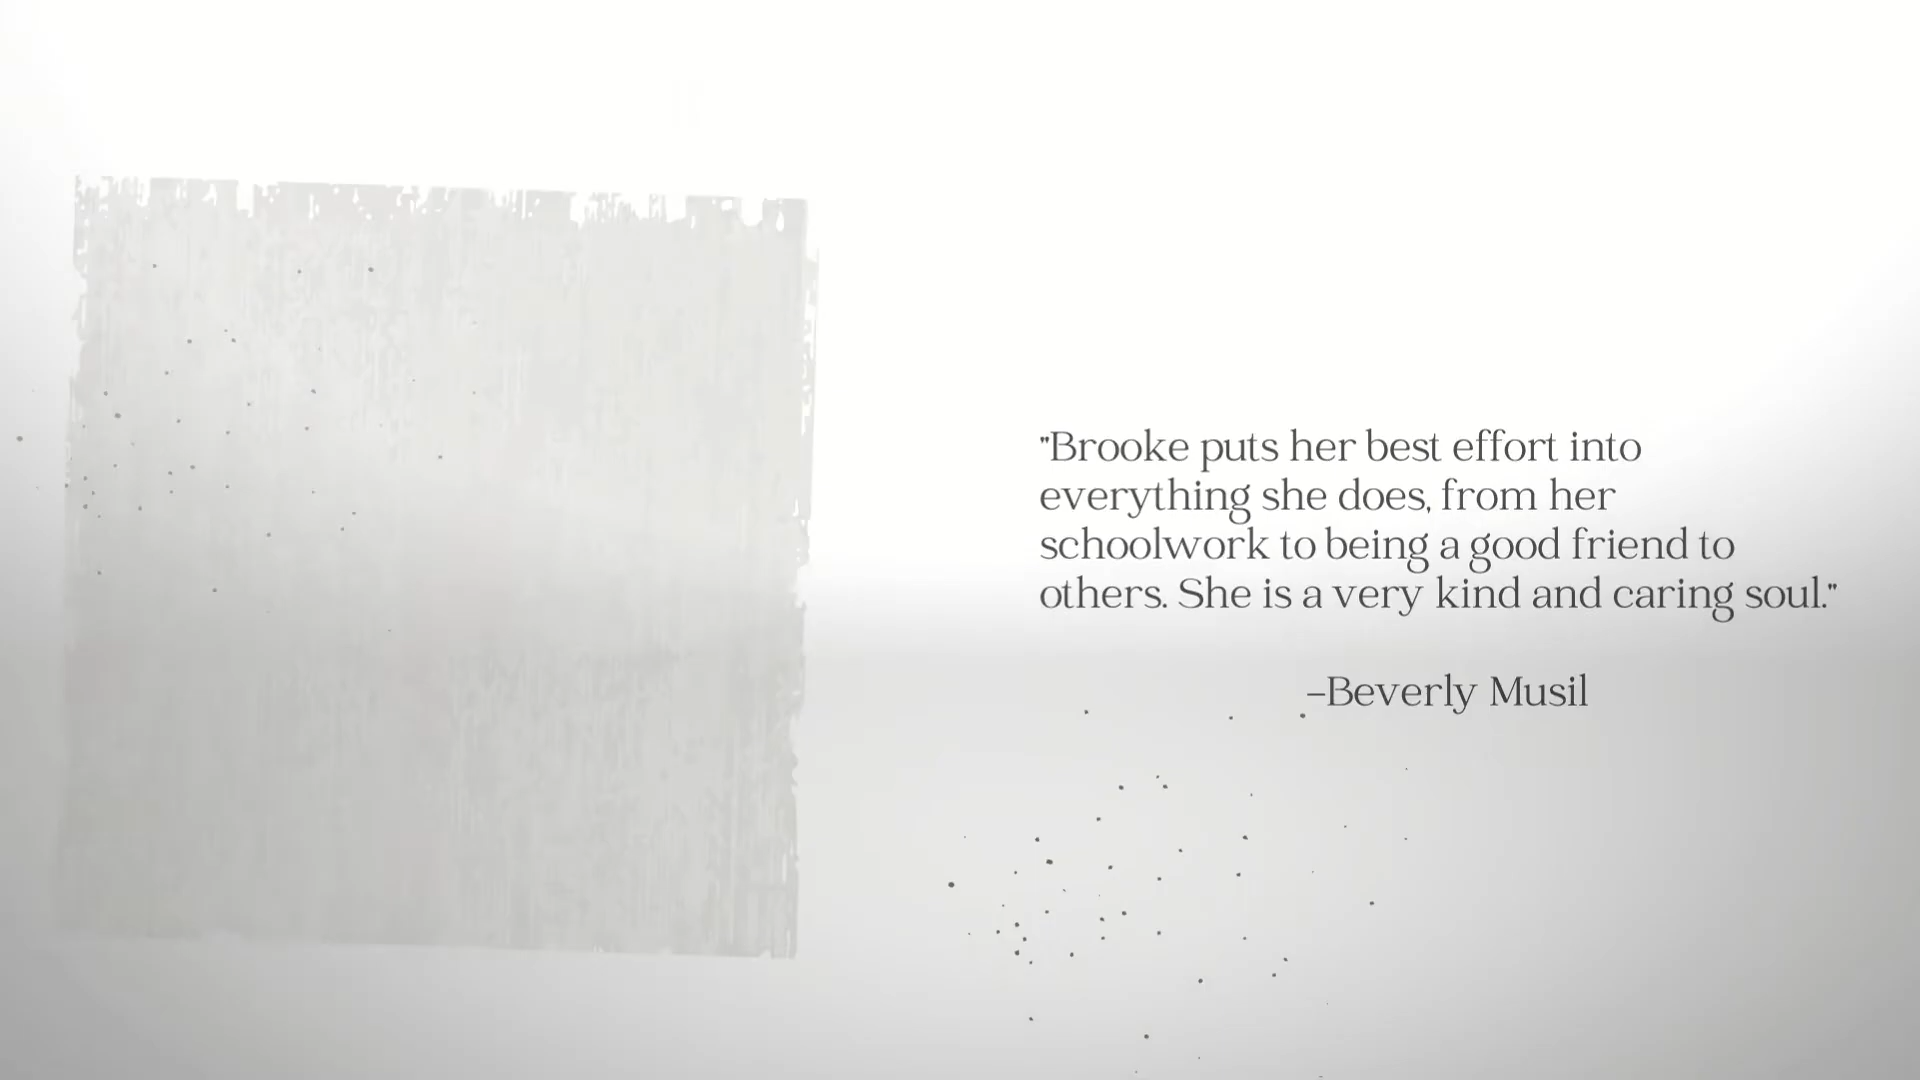 "Brooke puts her best effort into
everything she does, from her
schoolwork to being a good friend to
others. She is a very kind and caring soul."
–Beverly Musil